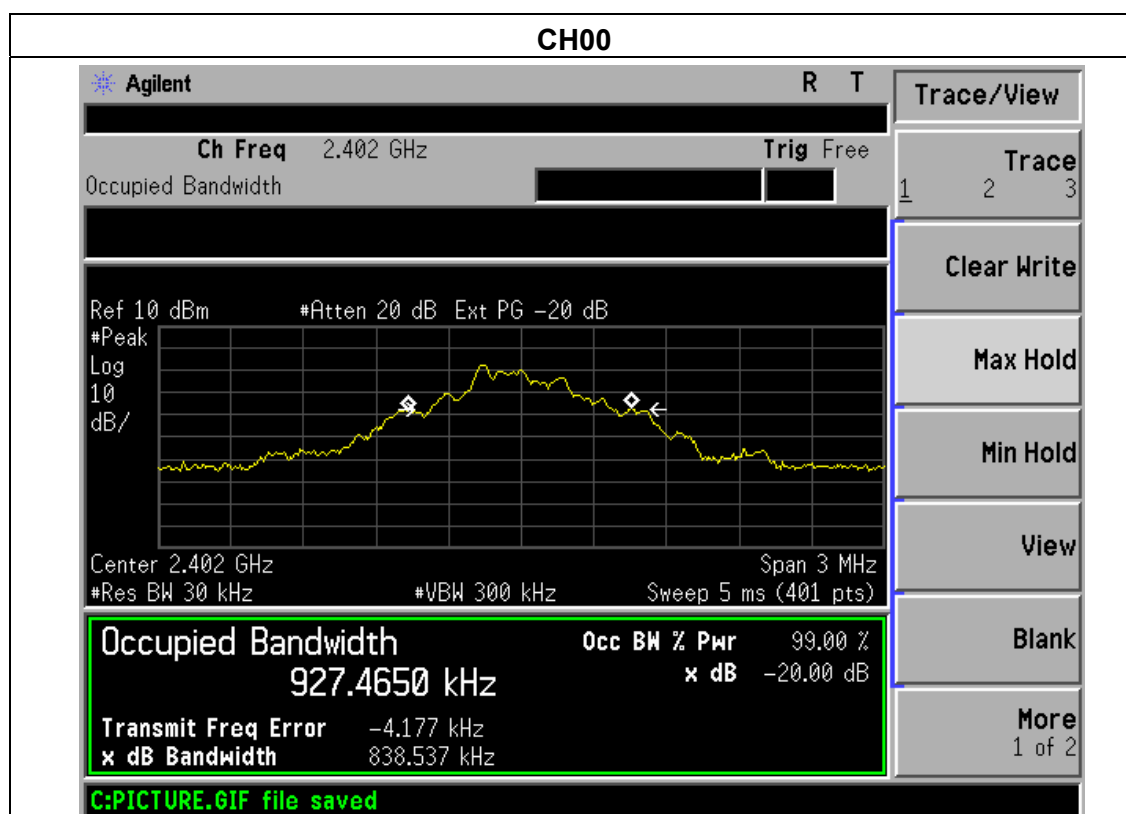 CH00
Agilent R T
Trace/View
Ch Freq 2.402 GHz Trig Free
Occupied Bandwidth
Trace
1 2 3
Clear Write
Ref 10 dBm #Atten 20 dB Ext PG -20 dB
#Peak
Log
10
dB/
Max Hold
Min Hold
View
Center 2.402 GHz Span 3 MHz
#Res BW 30 kHz #VBW 300 kHz Sweep 5 ms (401 pts)
Occupied Bandwidth Occ BW % Pwr 99.00 %
927.4650 kHz x dB -20.00 dB
Blank
Transmit Freq Error -4.177 kHz
x dB Bandwidth 838.537 kHz
More
1 of 2
C:PICTURE.GIF file saved